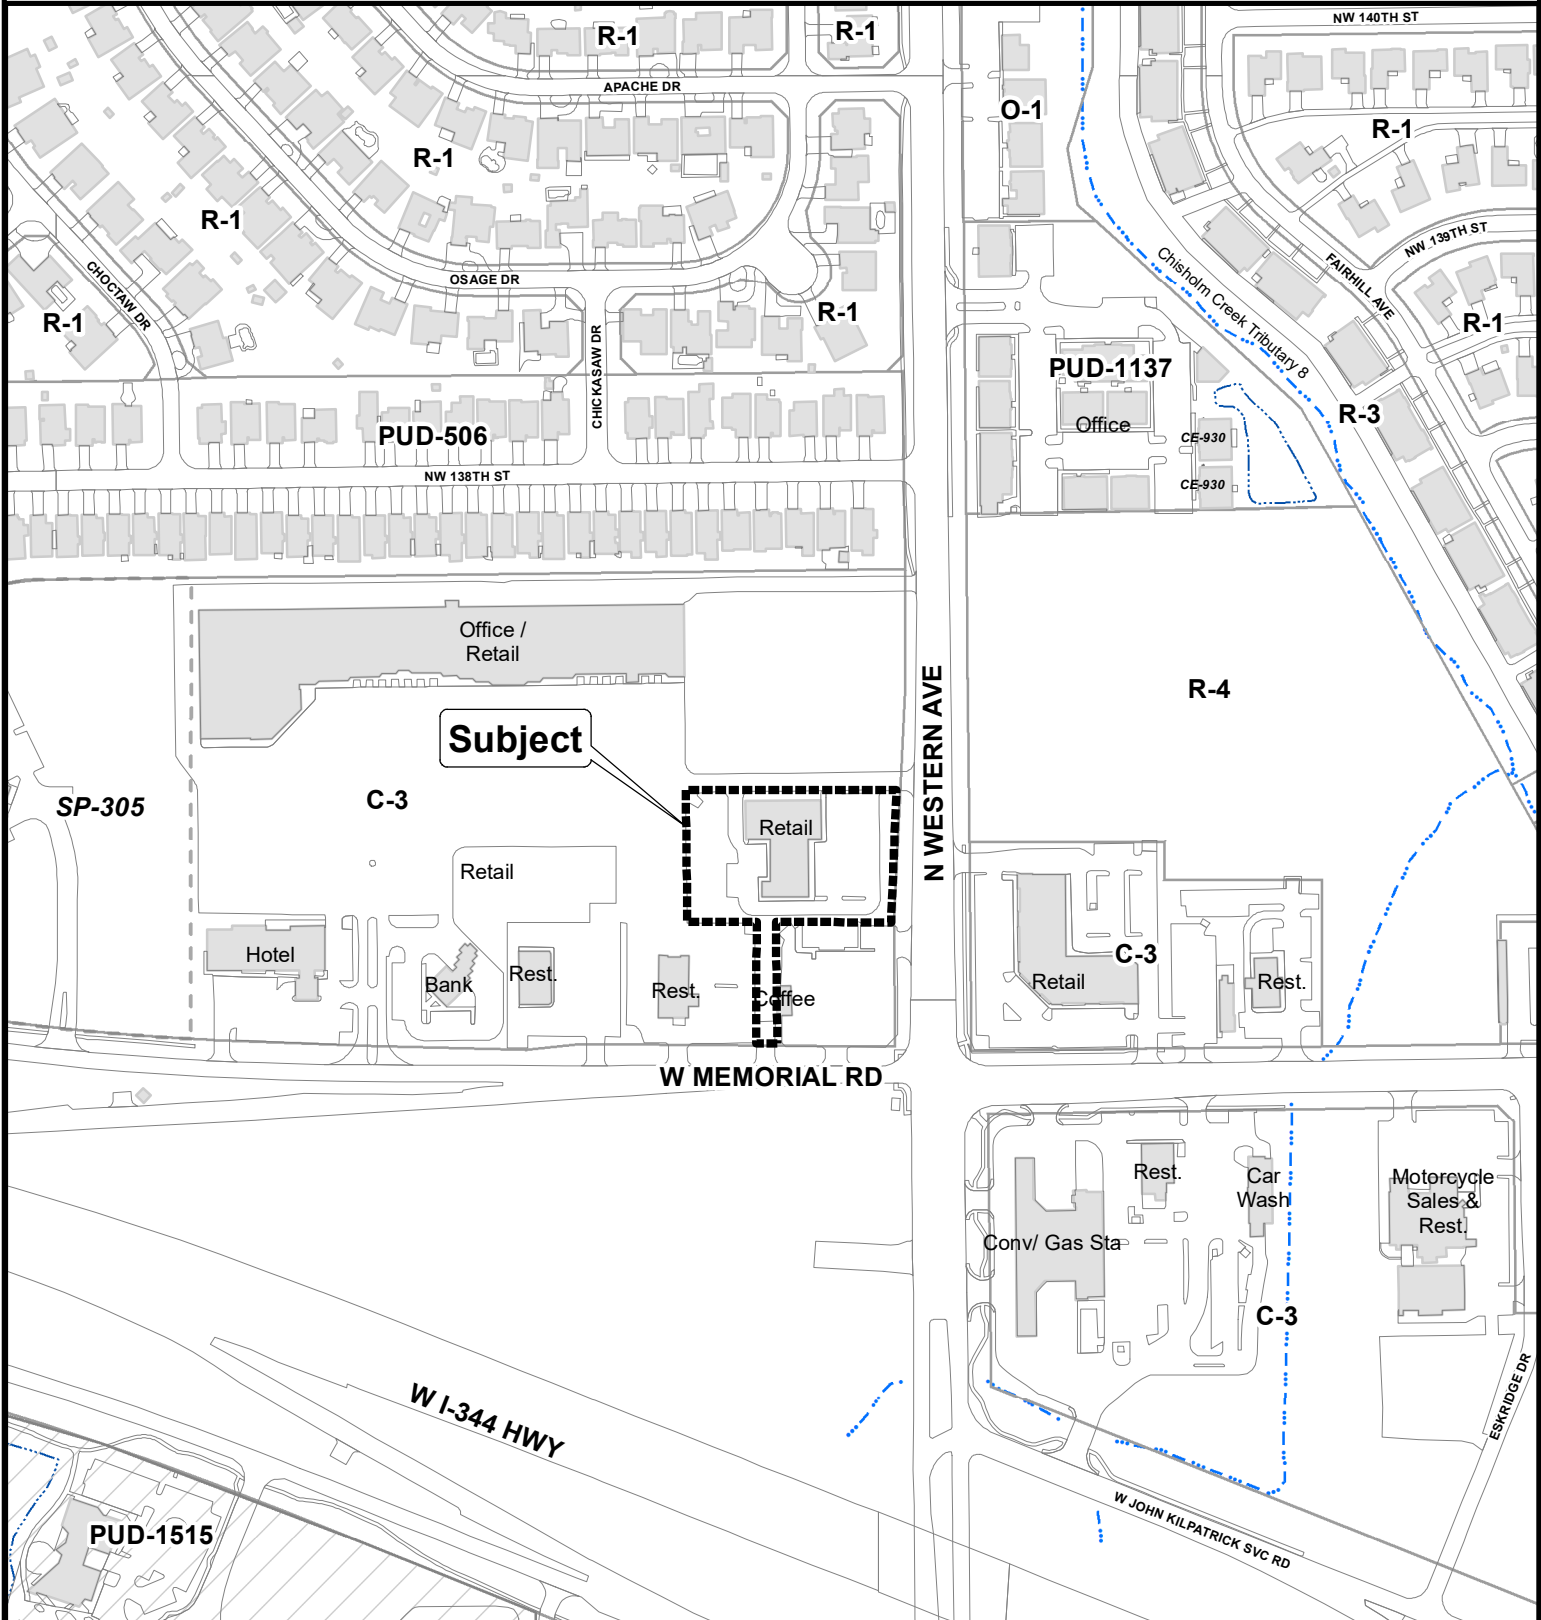 NW 140TH ST
R-1
R-1
APACHE DR
O-1
R-1
R-1
R-1
NW 139TH ST
CHOCTAW DR
OSAGE DR
Chisholm Creek Tributary 8
FAIRHILL AVE
R-1
R-1
R-1
CHICKASAW DR
PUD-1137
R-3
Office
PUD-506
CE-930
NW 138TH ST
CE-930
Office /
Retail
N WESTERN AVE
R-4
Subject
SP-305
C-3
Retail
Retail
Hotel
Bank
Rest.
Rest.
Coffee
C-3
Retail
Rest.
W MEMORIAL RD
Rest.
Car
Wash
Motorcycle
Sales &
Rest.
Conv/ Gas Sta
C-3
ESKRIDGE DR
W I-344 HWY
W JOHN KILPATRICK SVC RD
PUD-1515